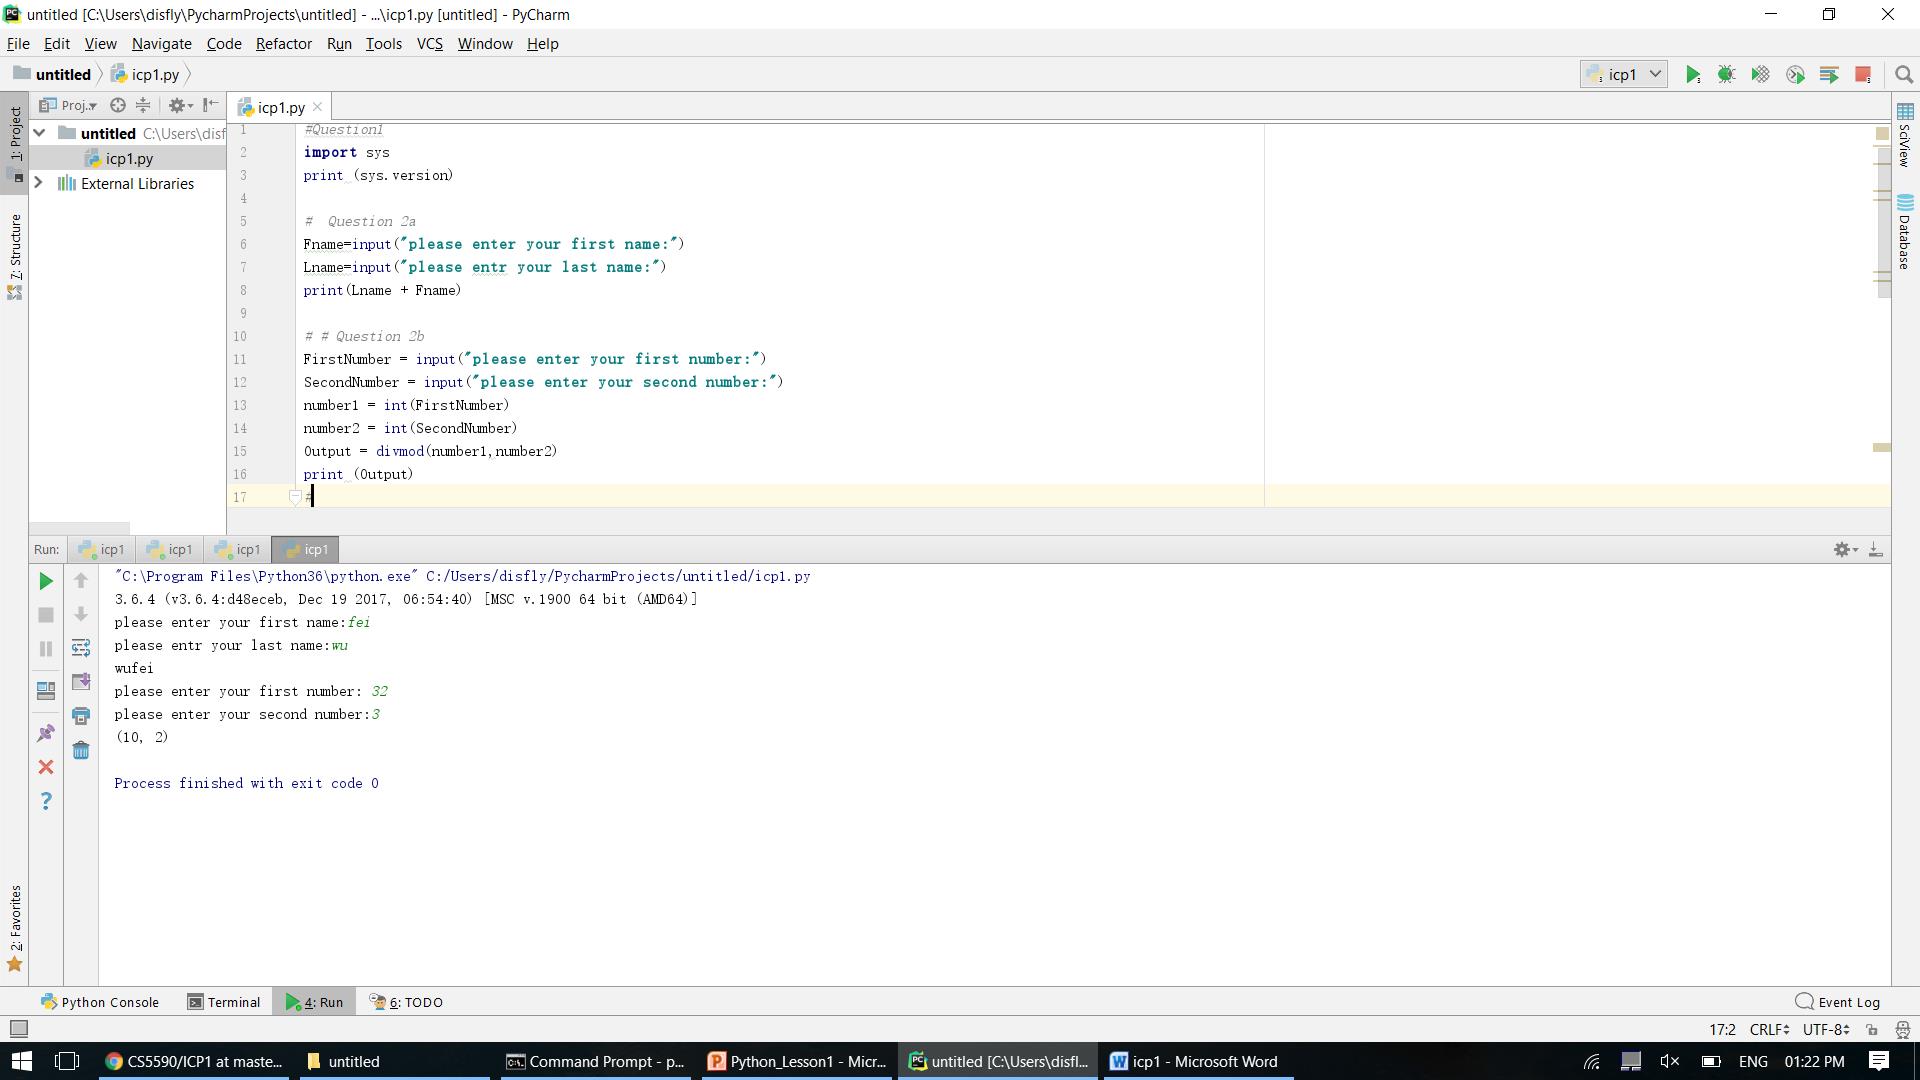 untitled [C:\Users\disfly\PycharmProjects\untitled] - ...\icp1.py [untitled] - PyCharm
File Edit View Navigate Code Refactor Run Tools VCS Window Help
untitled icp1.py
icp1
1: Project
Proj..
icp1.py
untitled C:\Users\disf
icp1.py
External Libraries
7: Structure
2: Favorites
SciView
Database
1 #Question1
2 import sys
3 print (sys.version)
4
5 #  Question 2a
6 Fname=input("please enter your first name:")
7 Lname=input("please entr your last name:")
8 print(Lname + Fname)
9
10 # # Question 2b
11 FirstNumber = input("please enter your first number:")
12 SecondNumber = input("please enter your second number:")
13 number1 = int(FirstNumber)
14 number2 = int(SecondNumber)
15 Output = divmod(number1,number2)
16 print (Output)
17 #
Run: icp1 icp1 icp1 icp1
"C:\Program Files\Python36\python.exe" C:/Users/disfly/PycharmProjects/untitled/icp1.py
3.6.4 (v3.6.4:d48eceb, Dec 19 2017, 06:54:40) [MSC v.1900 64 bit (AMD64)]
please enter your first name:fei
please entr your last name:wu
wufei
please enter your first number: 32
please enter your second number:3
(10, 2)
Process finished with exit code 0
Python Console Terminal 4: Run 6: TODO Event Log
17:2 CRLF UTF-8
CS5590/ICP1 at maste... untitled Command Prompt - p... Python_Lesson1 - Micr... untitled [C:\Users\disfl... icp1 - Microsoft Word ENG 01:22 PM